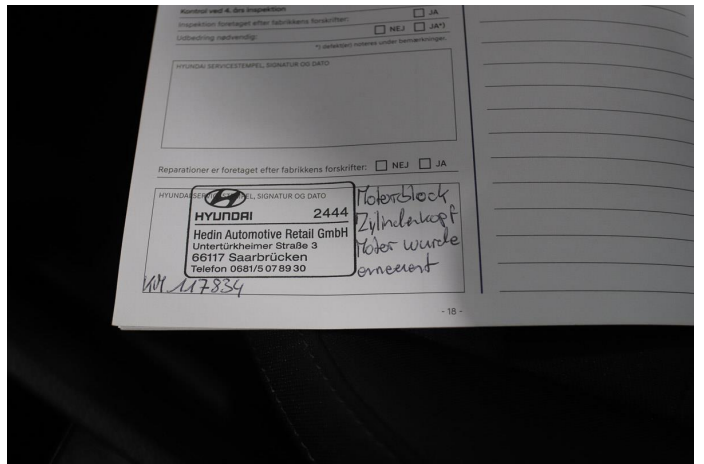 Kontrol ved 4. års inspektion
Inspektion foretaget efter fabrikkens forskrifter: JA
Udbedring nødvendig: NEJ JA*)
*) defekt(er) noteres under bemærkninger.
HYUNDAI SERVICESTEMPEL, SIGNATUR OG DATO
Reparationer er foretaget efter fabrikkens forskrifter: NEJ JA
HYUNDAI SERVICESTEMPEL, SIGNATUR OG DATO
HYUNDAI 2444
Hedin Automotive Retail GmbH
Untertürkheimer Straße 3
66117 Saarbrücken
Telefon 0681/5 07 89 30
KM 117834
Motorblock
Zylinderkopf
Motor wurde
erneuert
- 18 -